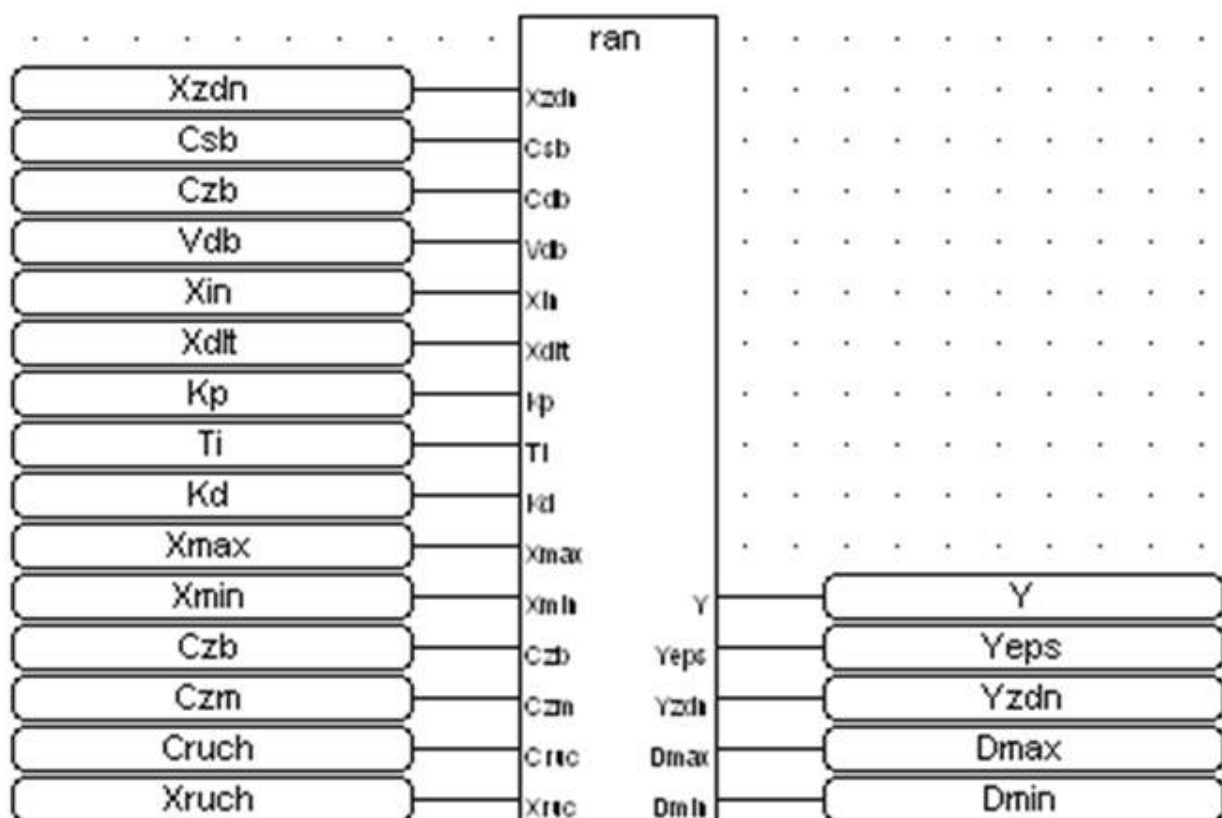 ran
Xzdn Xzdn
Csb Csb
Czb Cdb
Vdb Vdb
Xin Xin
Xdlt Xdlt
Kp Kp
Ti Ti
Kd Kd
Xmax Xmax
Xmin Xmin Y Y
Czb Czb Yeps Yeps
Czm Czm Yzdn Yzdn
Cruch Cruc Dmax Dmax
Xruch Xruc Dmin Dmin